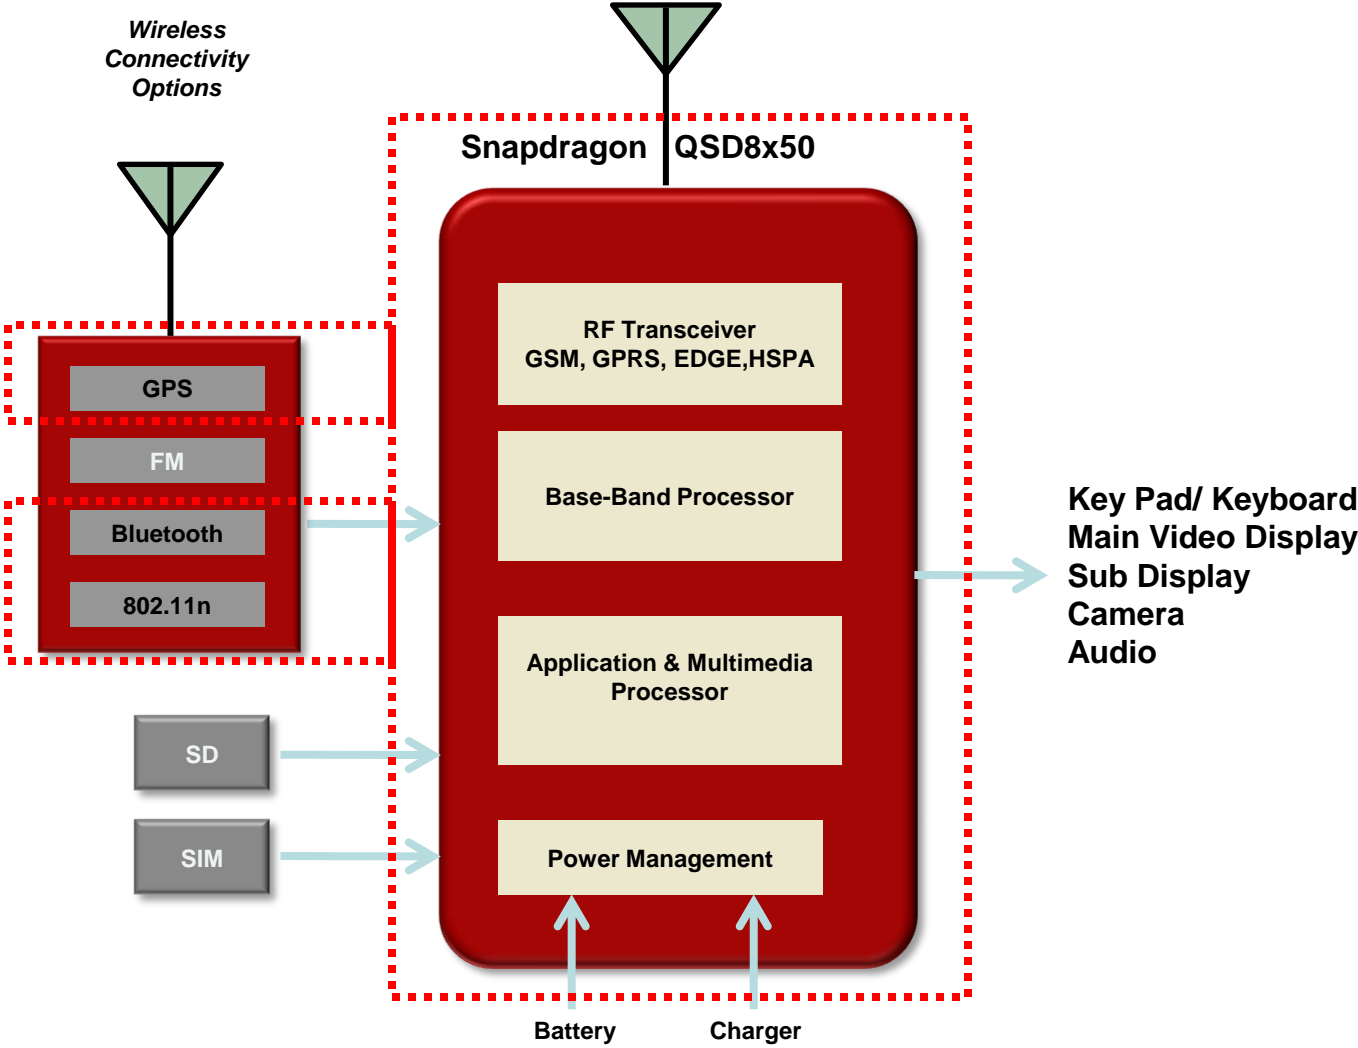 Wireless
Connectivity
Options
Snapdragon QSD8x50
RF Transceiver
GSM, GPRS, EDGE,HSPA
GPS
FM
Base-Band Processor
Bluetooth
802.11n
Key Pad/ Keyboard
Main Video Display
Sub Display
Camera
Audio
Application & Multimedia
Processor
SD
SIM
Power Management
Battery
Charger